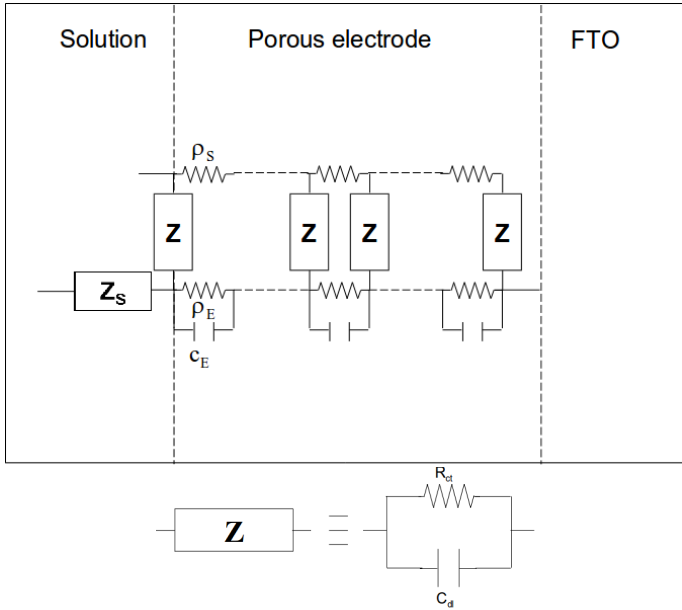 Solution Porous electrode FTO
ρS
Z Z Z Z
ZS
ρE
cE
Rct
Z
Cdl